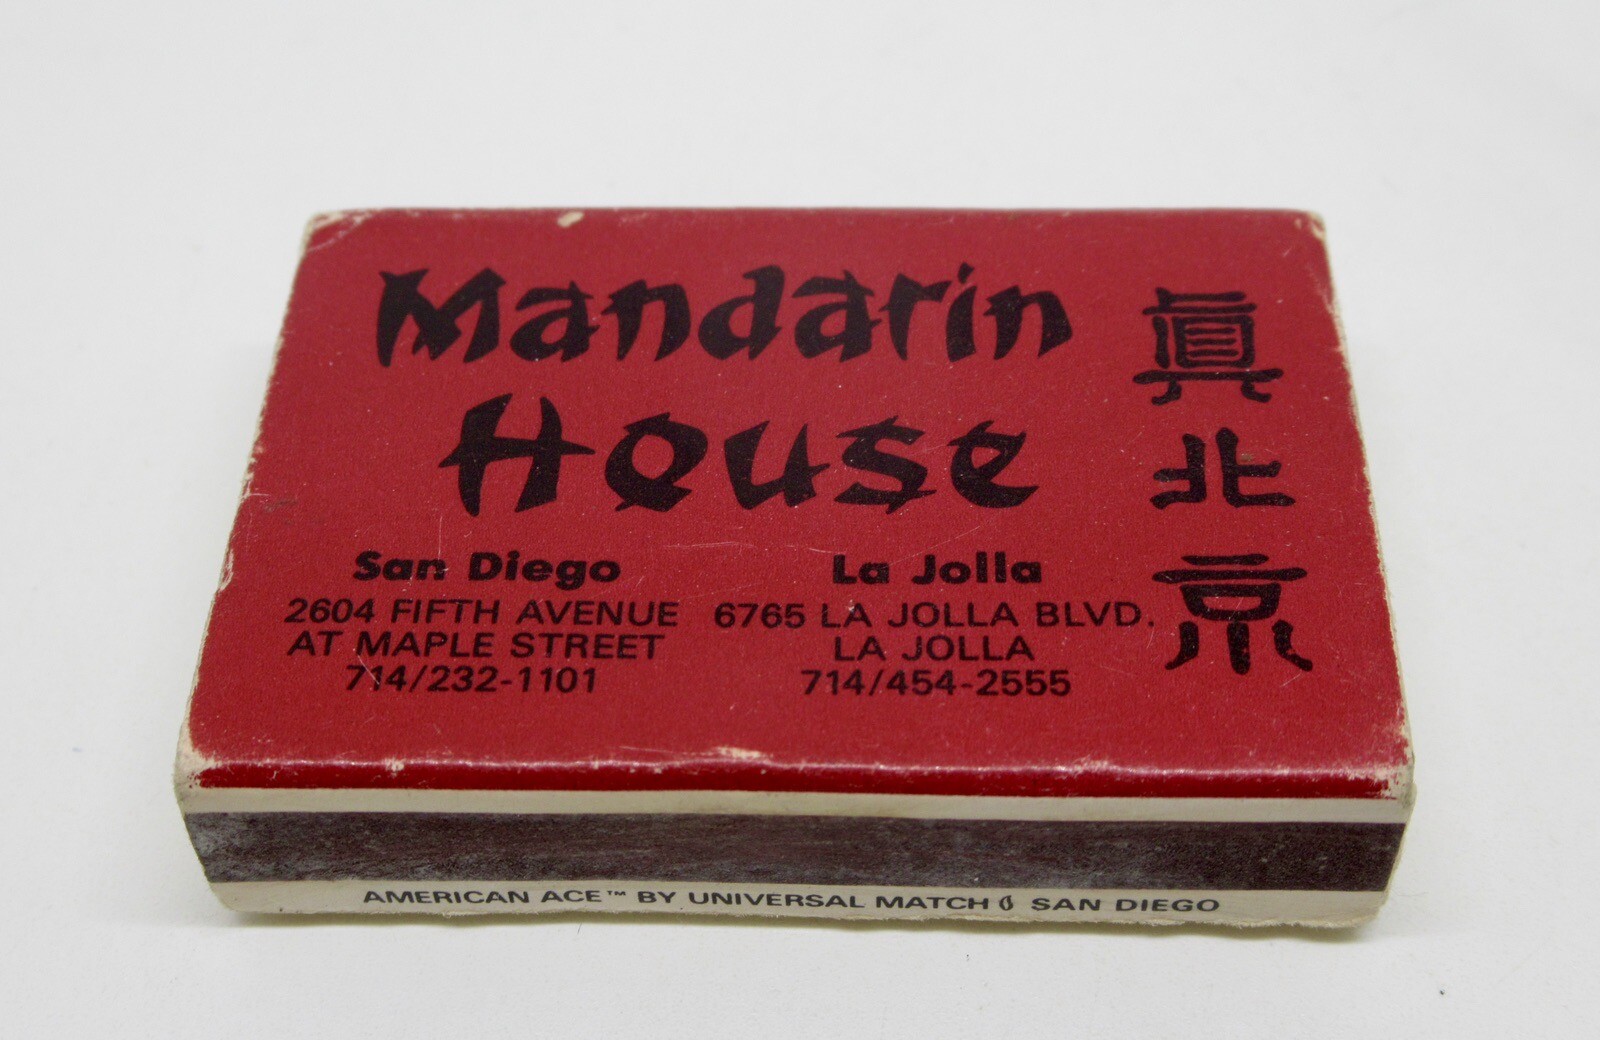 Mandarin
House
眞北京
San Diego
2604 FIFTH AVENUE
AT MAPLE STREET
714/232-1101
La Jolla
6765 LA JOLLA BLVD.
LA JOLLA
714/454-2555
AMERICAN ACE™ BY UNIVERSAL MATCH SAN DIEGO